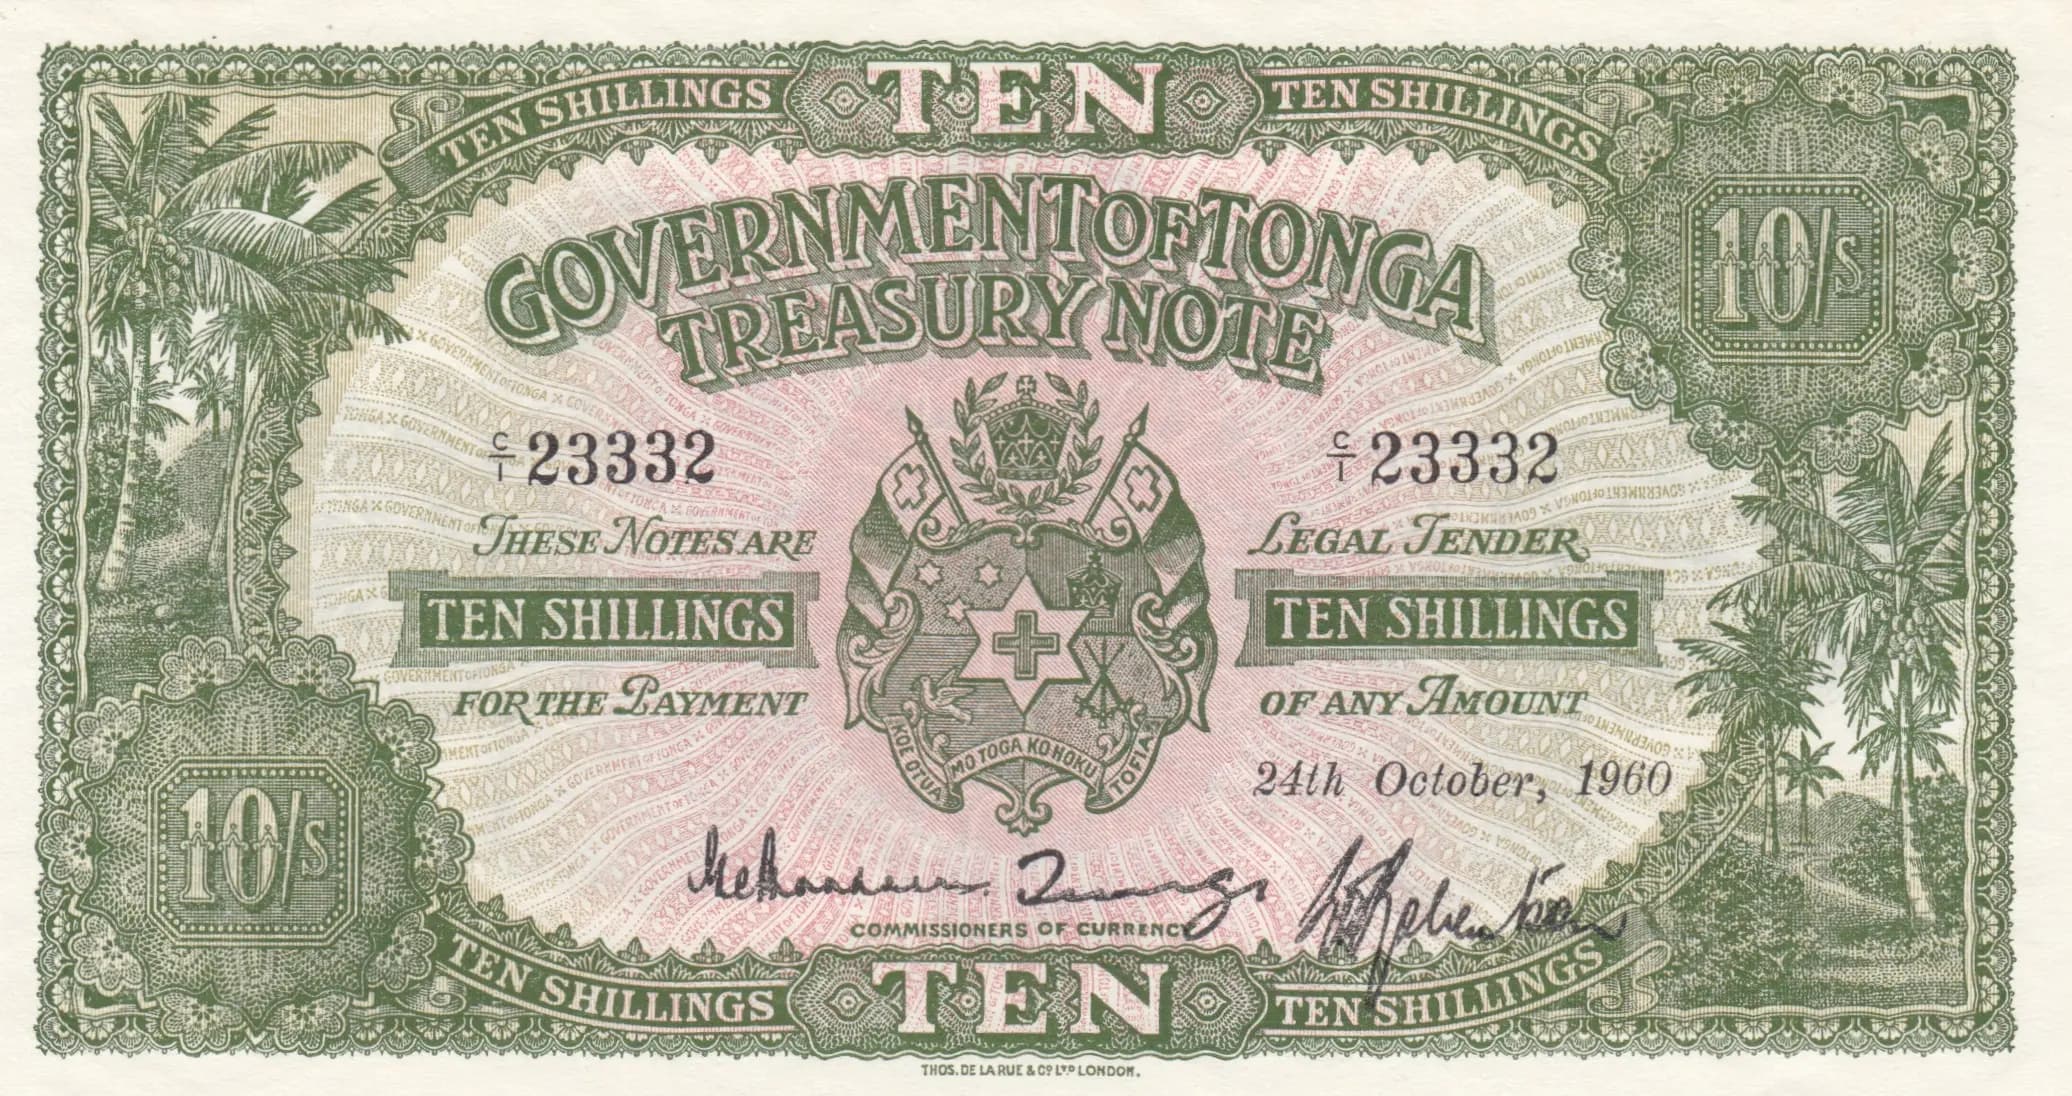 TEN SHILLINGS TEN TEN SHILLINGS
GOVERNMENT OF TONGA
TREASURY NOTE
10/s
C/1 23332 C/1 23332
THESE NOTES ARE LEGAL TENDER
TEN SHILLINGS TEN SHILLINGS
FOR THE PAYMENT OF ANY AMOUNT
KOE OTUA MO TOGA KO HOKU TOFIA
24th October, 1960
10/s
COMMISSIONERS OF CURRENCY
TEN SHILLINGS TEN TEN SHILLINGS
THOS. DE LA RUE & CO. LTD LONDON.